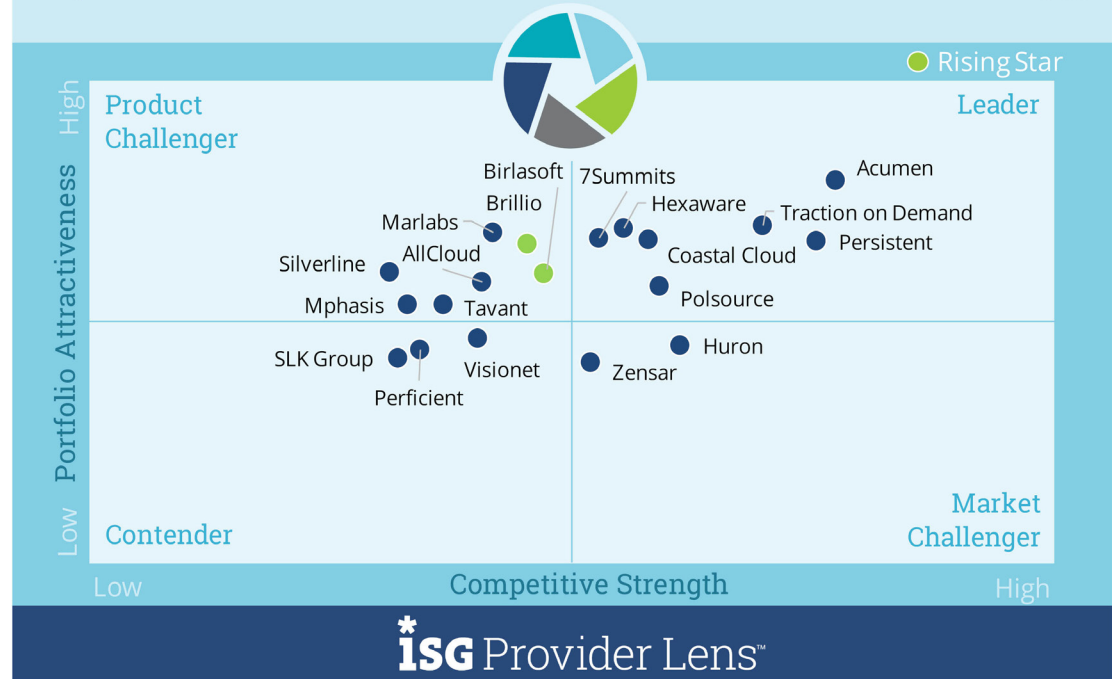 Rising Star
High
Product
Challenger
Leader
Birlasoft
7Summits
Acumen
Brillio
Hexaware
Marlabs
Traction on Demand
AllCloud
Coastal Cloud
Persistent
Silverline
Mphasis
Tavant
Polsource
Portfolio Attractiveness
SLK Group
Visionet
Zensar
Huron
Perficient
Low
Contender
Market
Challenger
Low
Competitive Strength
High
*ISG Provider Lens™